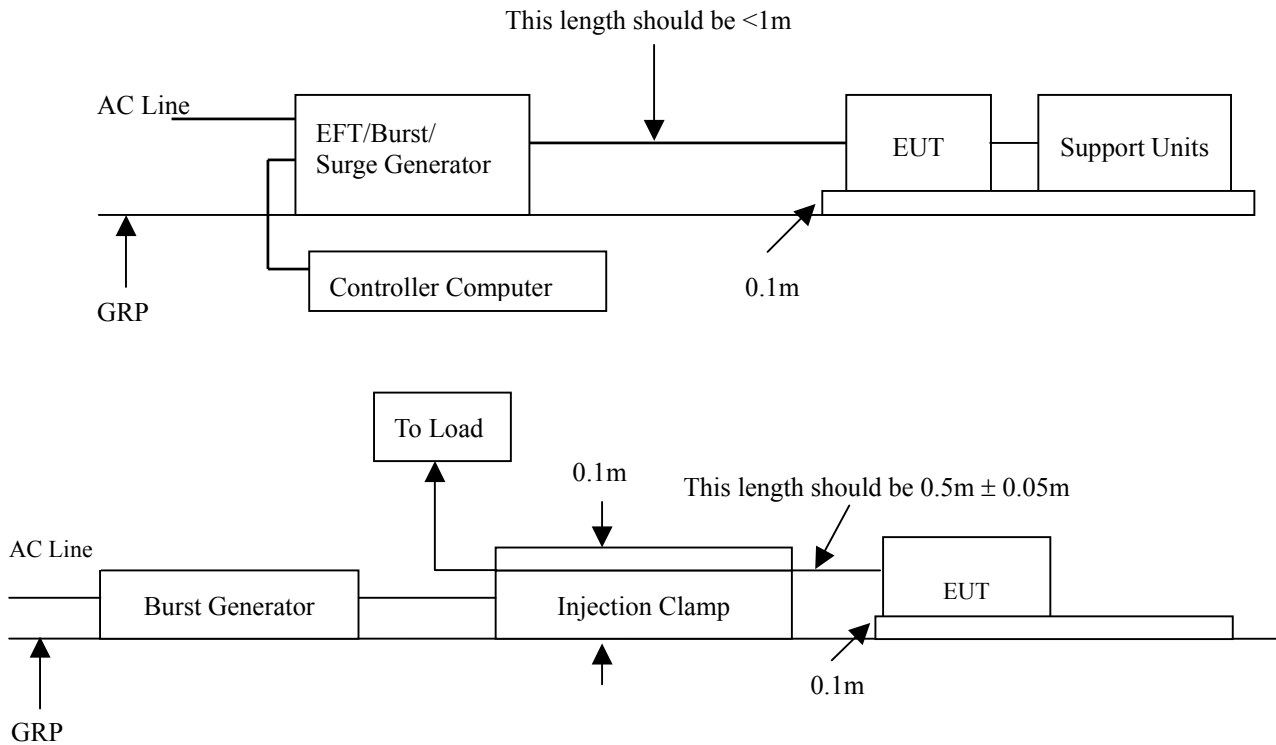 This length should be <1m
AC Line
EFT/Burst/
Surge Generator
EUT
Support Units
Controller Computer
0.1m
GRP
To Load
0.1m
This length should be 0.5m ± 0.05m
AC Line
Burst Generator
Injection Clamp
EUT
0.1m
GRP